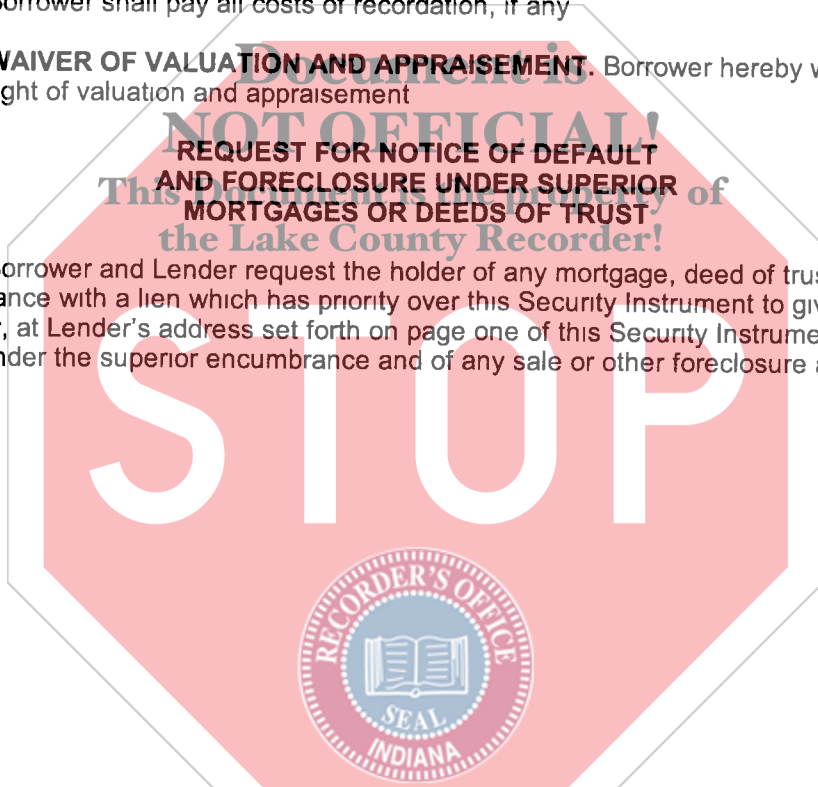 orrower shall pay all costs of recordation, if any
WAIVER OF VALUATION AND APPRAISEMENT. Borrower hereby
ght of valuation and appraisement
Document is
NOT OFFICIAL!
This Document is the property of
the Lake County Recorder!
REQUEST FOR NOTICE OF DEFAULT
AND FORECLOSURE UNDER SUPERIOR
MORTGAGES OR DEEDS OF TRUST
orrower and Lender request the holder of any mortgage, deed of trus
ance with a lien which has priority over this Security Instrument to giv
, at Lender's address set forth on page one of this Security Instrume
nder the superior encumbrance and of any sale or other foreclosure
STOP
RECORDER'S OFFICE
SEAL
INDIANA